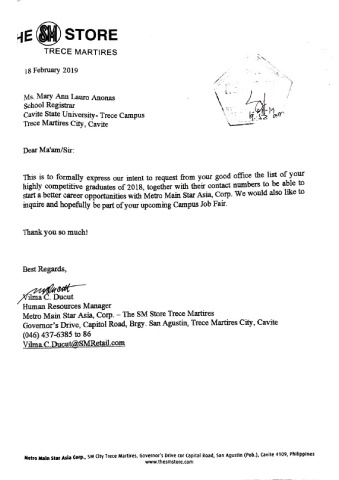 HE SM STORE
TRECE MARTIRES
18 February 2019
Ms. Mary Ann Lauro Anonas
School Registrar
Cavite State University- Trece Campus
Trece Martires City, Cavite
Dear Ma'am/Sir:
This is to formally express our intent to request from your good office the list of your
highly competitive graduates of 2018, together with their contact numbers to be able to
start a better career opportunities with Metro Main Star Asia, Corp. We would also like to
inquire and hopefully be part of your upcoming Campus Job Fair.
Thank you so much!
Best Regards,
Vilma C. Ducut
Human Resources Manager
Metro Main Star Asia, Corp. – The SM Store Trece Martires
Governor's Drive, Capitol Road, Brgy. San Agustin, Trece Martires City, Cavite
(046) 437-6385 to 86
Vilma.C.Ducut@SMRetail.com
Metro Main Star Asia Corp., SM City Trece Martires, Governor's Drive cor Capitol Road, San Agustin (Pob.), Cavite 4109, Philippines
www.thesmstore.com